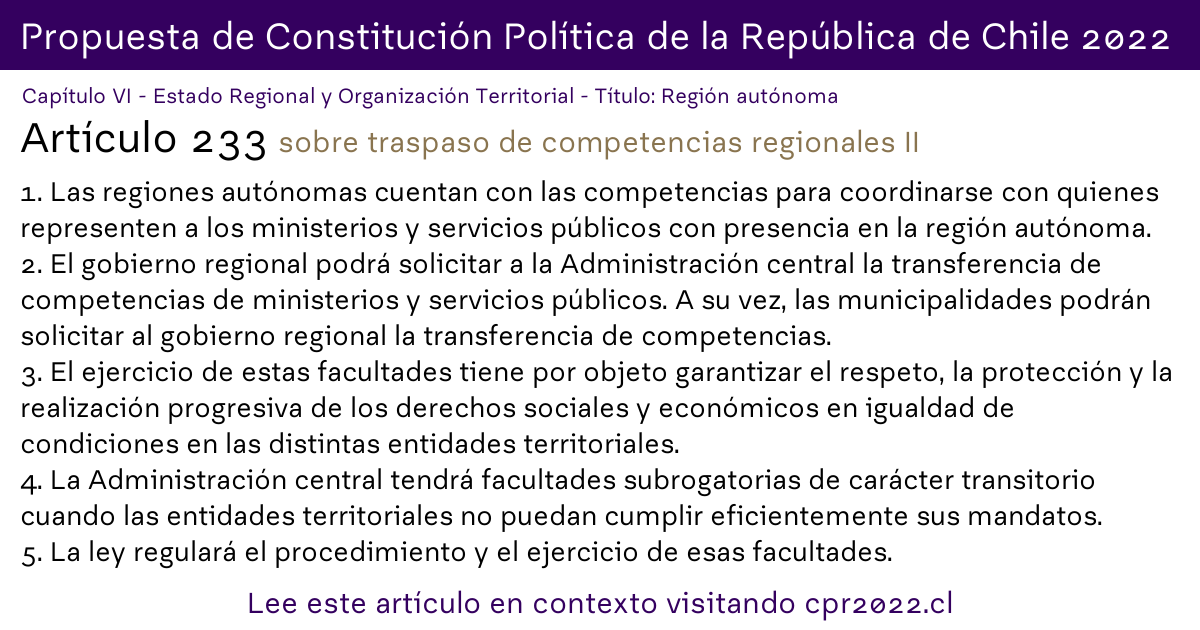 Propuesta de Constitución Política de la República de Chile 2022
Capítulo VI - Estado Regional y Organización Territorial - Título: Región autónoma
Artículo 233 sobre traspaso de competencias regionales II
1. Las regiones autónomas cuentan con las competencias para coordinarse con quienes
representen a los ministerios y servicios públicos con presencia en la región autónoma.
2. El gobierno regional podrá solicitar a la Administración central la transferencia de
competencias de ministerios y servicios públicos. A su vez, las municipalidades podrán
solicitar al gobierno regional la transferencia de competencias.
3. El ejercicio de estas facultades tiene por objeto garantizar el respeto, la protección y la
realización progresiva de los derechos sociales y económicos en igualdad de
condiciones en las distintas entidades territoriales.
4. La Administración central tendrá facultades subrogatorias de carácter transitorio
cuando las entidades territoriales no puedan cumplir eficientemente sus mandatos.
5. La ley regulará el procedimiento y el ejercicio de esas facultades.
Lee este artículo en contexto visitando cpr2022.cl